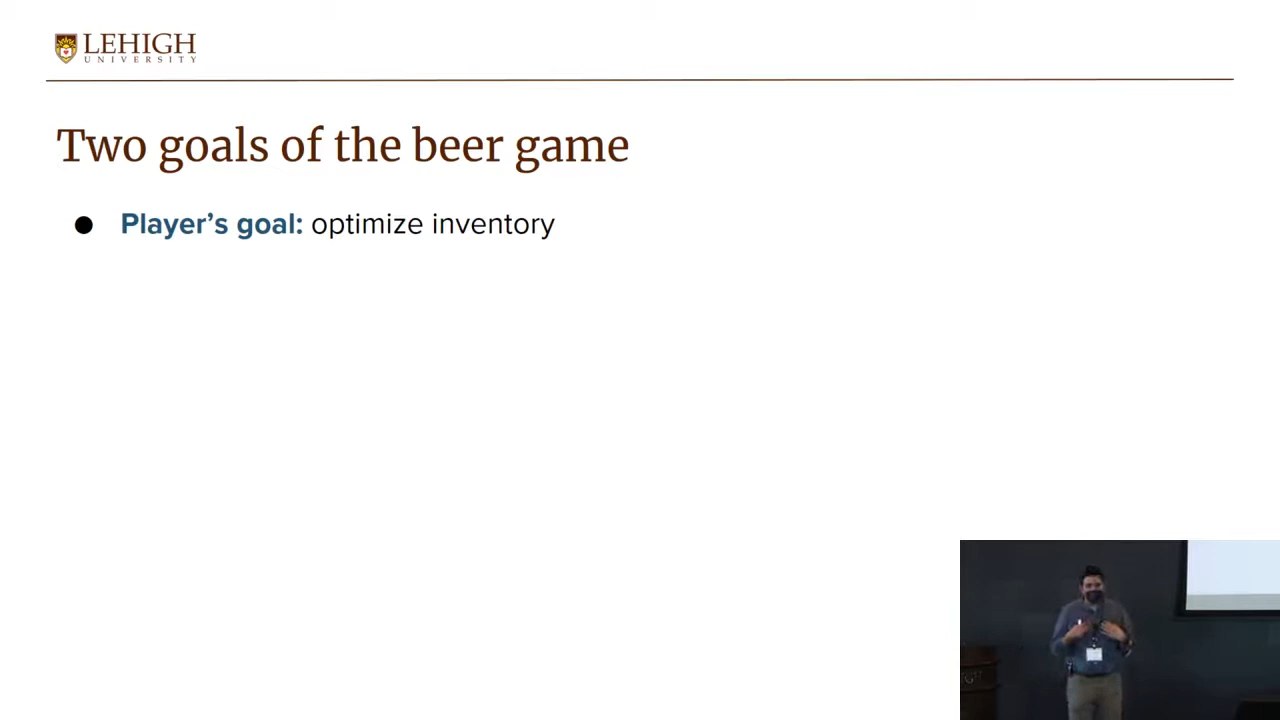 LEHIGH
UNIVERSITY
Two goals of the beer game
● Player's goal: optimize inventory